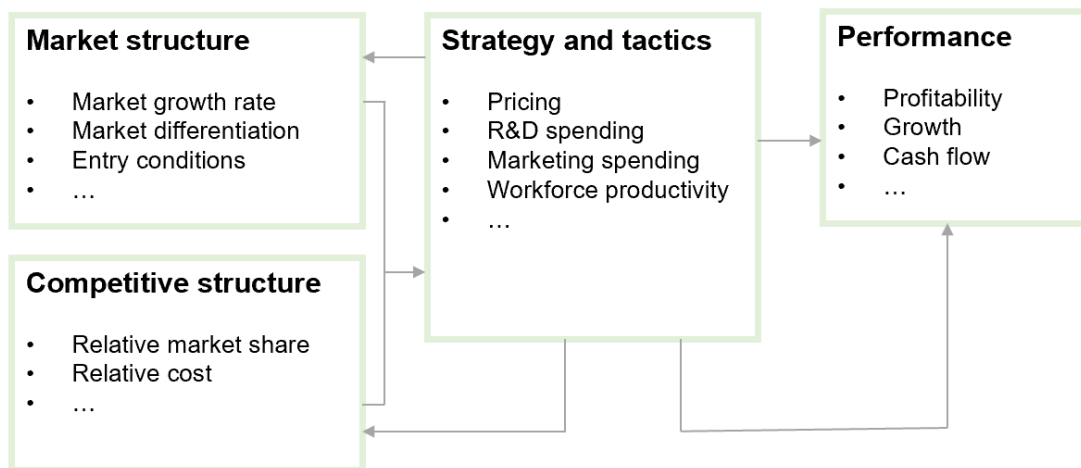 Market structure
• Market growth rate
• Market differentiation
• Entry conditions
• …
Competitive structure
• Relative market share
• Relative cost
• …
Strategy and tactics
• Pricing
• R&D spending
• Marketing spending
• Workforce productivity
• …
Performance
• Profitability
• Growth
• Cash flow
• …